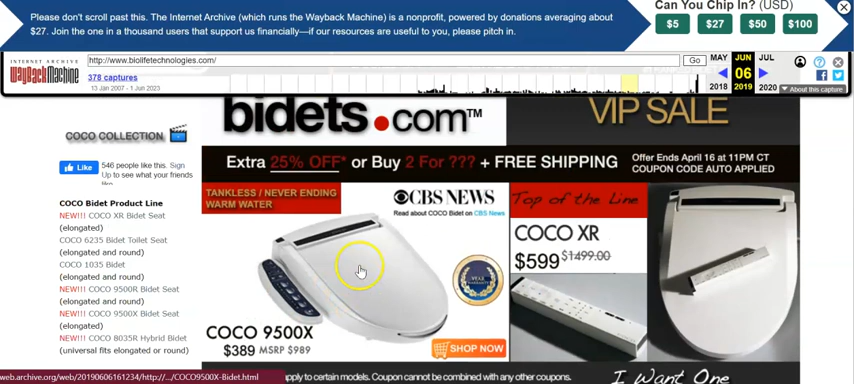 Please don't scroll past this. The Internet Archive (which runs the Wayback Machine) is a nonprofit, powered by donations averaging about
$27. Join the one in a thousand users that support us financially—if our resources are useful to you, please pitch in.
Can You Chip In? (USD)
$5 $27 $50 $100
INTERNET ARCHIVE
WayBackMachine
http://www.biolifetechnologies.com/
Go
378 captures
13 Jan 2007 - 1 Jun 2023
MAY JUN JUL
06
2018 2019 2020
About this capture
COCO COLLECTION
Like 546 people like this. Sign
Up to see what your friends
like.
COCO Bidet Product Line
NEW!!! COCO XR Bidet Seat
(elongated)
COCO 6235 Bidet Toilet Seat
(elongated and round)
COCO 1035 Bidet
(elongated and round)
NEW!!! COCO 9500R Bidet Seat
(elongated and round)
NEW!!! COCO 9500X Bidet Seat
(elongated)
NEW!!! COCO 8035R Hybrid Bidet
(universal fits elongated or round)
bidets.com™
VIP SALE
Extra 25% OFF* or Buy 2 For ??? + FREE SHIPPING
Offer Ends April 16 at 11PM CT
COUPON CODE AUTO APPLIED
TANKLESS / NEVER ENDING
WARM WATER
CBS NEWS
Read about COCO Bidet on CBS News
YEAR
WARRANTY
COCO 9500X
$389 MSRP $989
SHOP NOW
Top of the Line
COCO XR
$599 $1499.00
web.archive.org/web/20190606161234/http://.../COCO9500X-Bidet.html
apply to certain models. Coupon cannot be combined with any other coupons.
I Want One